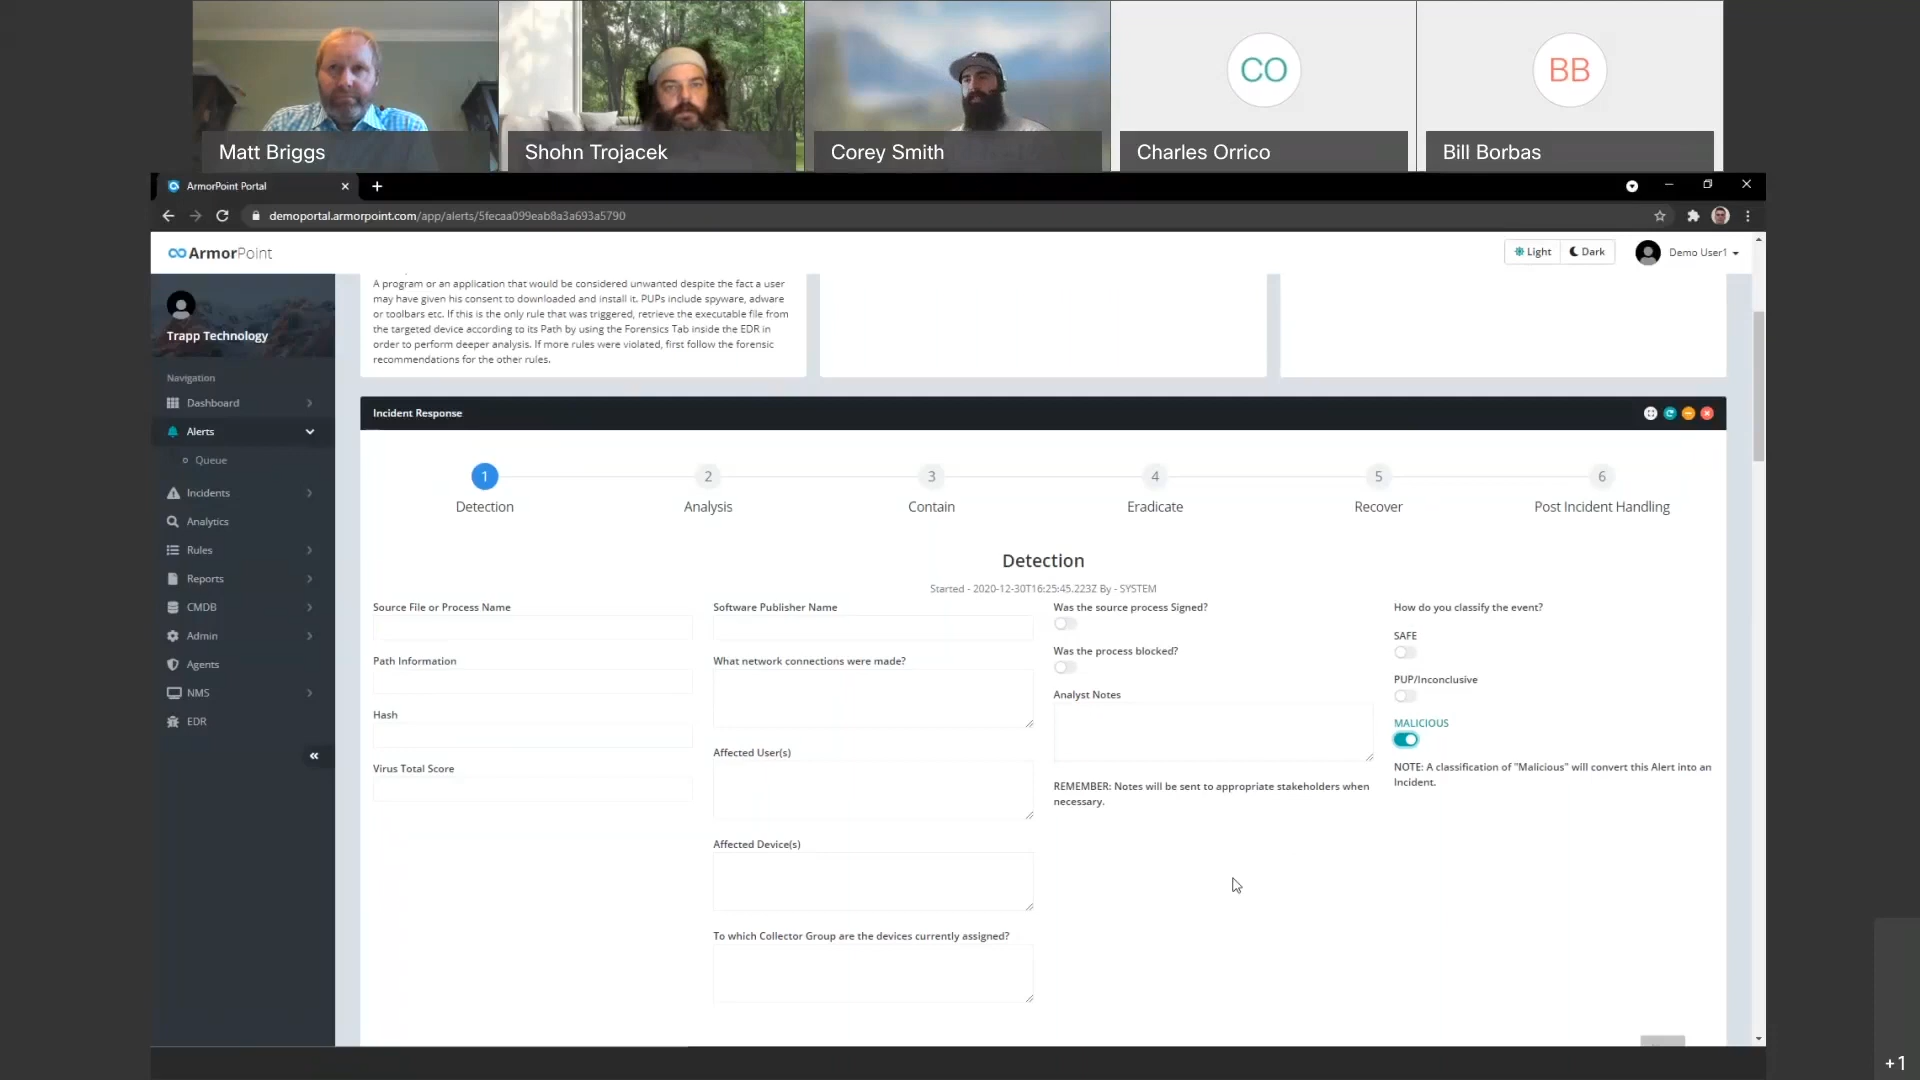 CO
BB
Matt Briggs
Shohn Trojacek
Corey Smith
Charles Orrico
Bill Borbas
ArmorPoint Portal
demoportal.armorpoint.com/app/alerts/5fecaa099eab8a3a693a5790
ArmorPoint
Light
Dark
Demo User1
Trapp Technology
Navigation
Dashboard
Alerts
Queue
Incidents
Analytics
Rules
Reports
CMDB
Admin
Agents
NMS
EDR
A program or an application that would be considered unwanted despite the fact a user
may have given his consent to downloaded and install it. PUPs include spyware, adware
or toolbars etc. If this is the only rule that was triggered, retrieve the executable file from
the targeted device according to its Path by using the Forensics Tab inside the EDR in
order to perform deeper analysis. If more rules were violated, first follow the forensic
recommendations for the other rules.
Incident Response
1
2
3
4
5
6
Detection
Analysis
Contain
Eradicate
Recover
Post Incident Handling
Detection
Started - 2020-12-30T16:25:45.223Z By - SYSTEM
Source File or Process Name
Path Information
Hash
Virus Total Score
Software Publisher Name
What network connections were made?
Affected User(s)
Affected Device(s)
To which Collector Group are the devices currently assigned?
Was the source process Signed?
Was the process blocked?
Analyst Notes
REMEMBER: Notes will be sent to appropriate stakeholders when
necessary.
How do you classify the event?
SAFE
PUP/Inconclusive
MALICIOUS
NOTE: A classification of "Malicious" will convert this Alert into an
Incident.
+1